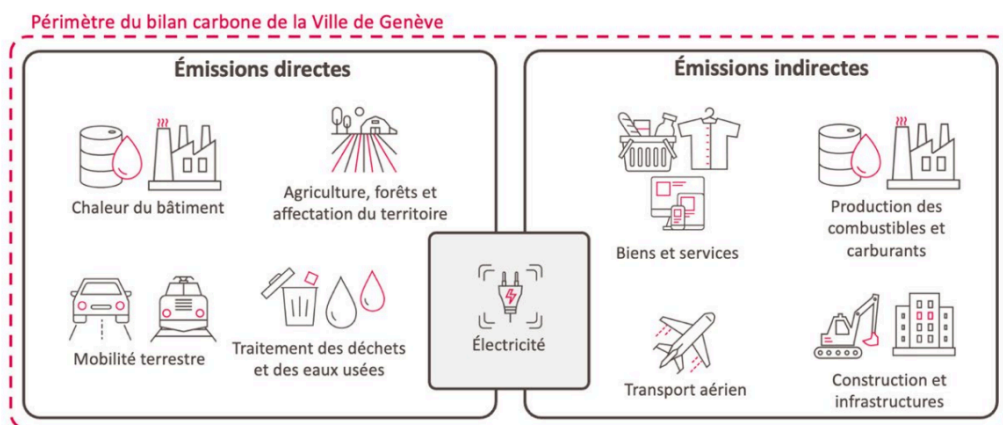 Périmètre du bilan carbone de la Ville de Genève
Émissions directes
Chaleur du bâtiment
Agriculture, forêts et
affectation du territoire
Mobilité terrestre
Traitement des déchets
et des eaux usées
Électricité
Émissions indirectes
Biens et services
Production des
combustibles et
carburants
Transport aérien
Construction et
infrastructures